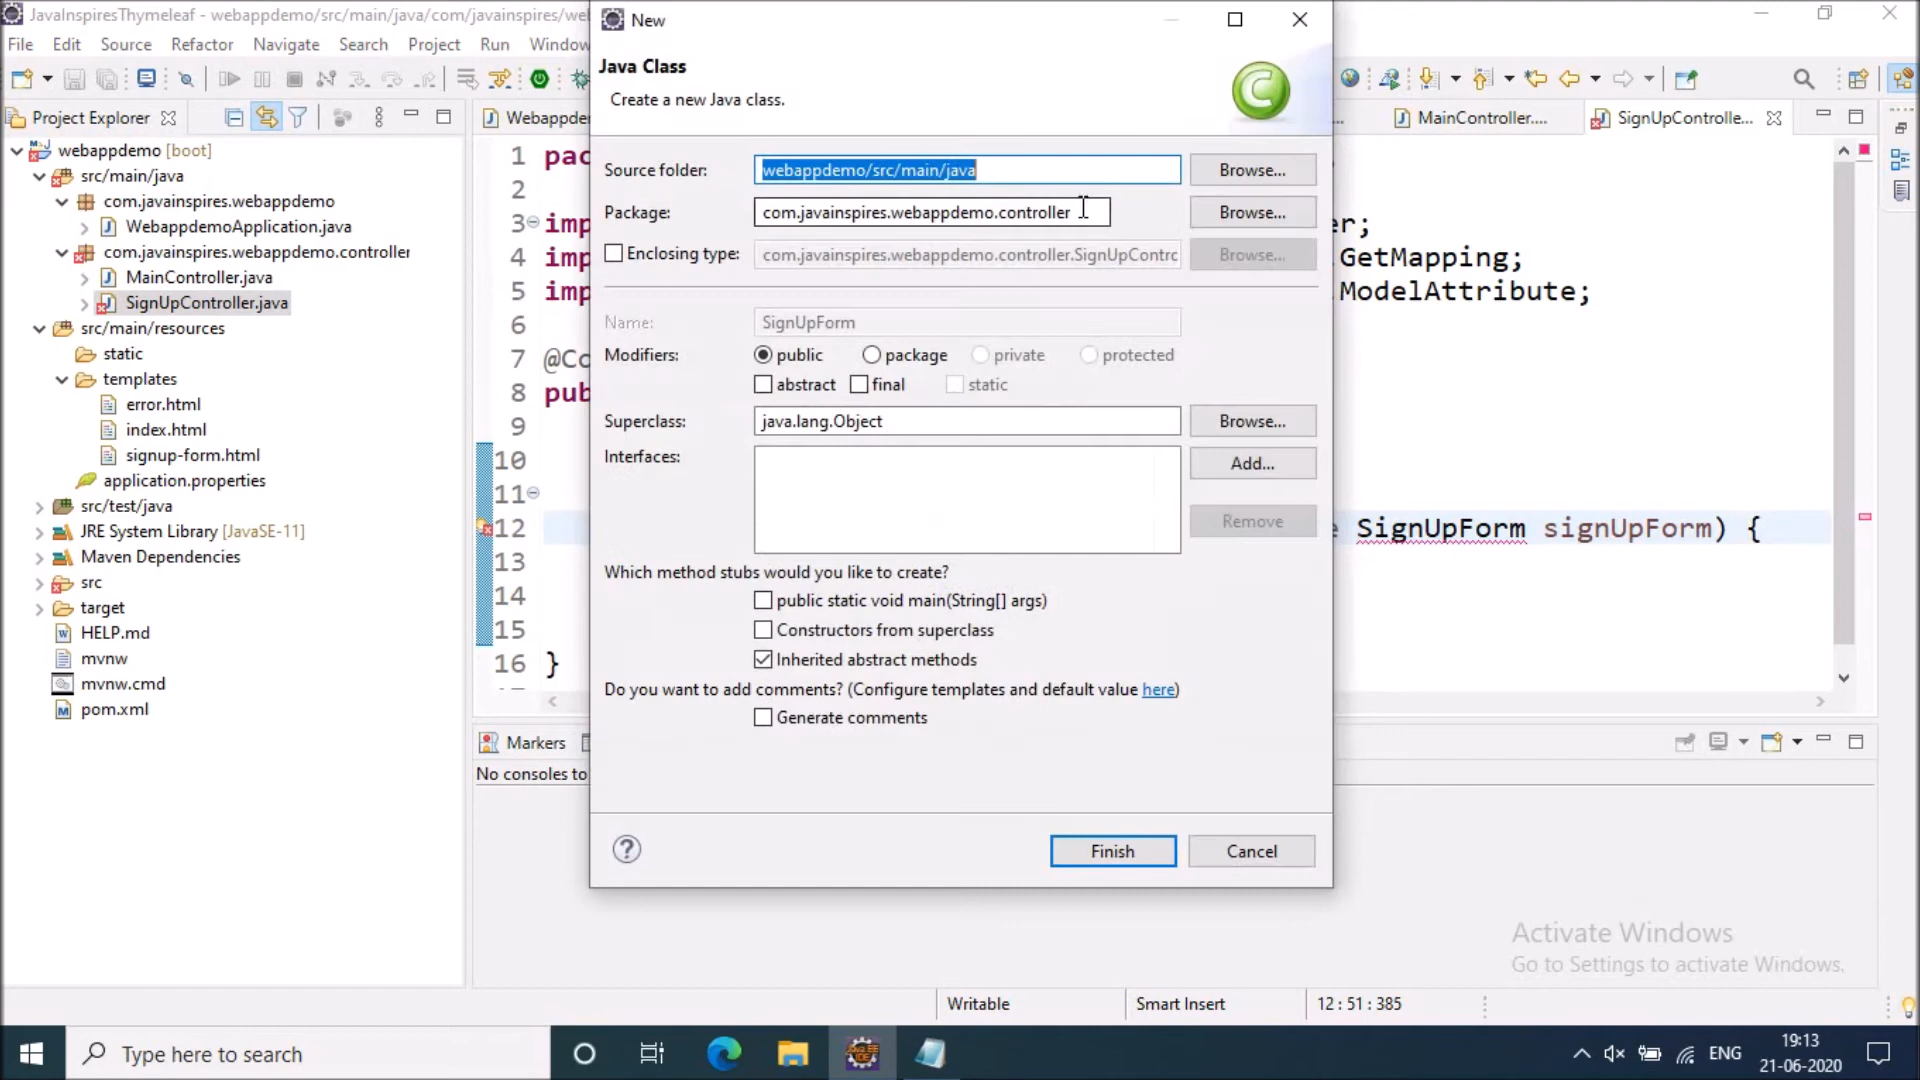 JavaInspiresThymeleaf - webappdemo/src/main/java/com/javainspires/we
New
File Edit Source Refactor Navigate Search Project Run Window
Java Class
Create a new Java class.
Project Explorer
Webappde
MainController....
SignUpControlle...
webappdemo [boot]
src/main/java
com.javainspires.webappdemo
WebappdemoApplication.java
com.javainspires.webappdemo.controller
MainController.java
SignUpController.java
src/main/resources
static
templates
error.html
index.html
signup-form.html
application.properties
src/test/java
JRE System Library [JavaSE-11]
Maven Dependencies
src
target
HELP.md
mvnw
mvnw.cmd
pom.xml
1 pac
2
3 imp er;
4 imp .GetMapping;
5 imp .ModelAttribute;
6
7 @Co
8 pub
9
10
11
12 e SignUpForm signUpForm) {
13
14
15
16 }
Source folder: webappdemo/src/main/java Browse...
Package: com.javainspires.webappdemo.controller Browse...
Enclosing type: com.javainspires.webappdemo.controller.SignUpContrc Browse...
Name: SignUpForm
Modifiers: public package private protected
abstract final static
Superclass: java.lang.Object Browse...
Interfaces: Add...
Remove
Which method stubs would you like to create?
public static void main(String[] args)
Constructors from superclass
Inherited abstract methods
Do you want to add comments? (Configure templates and default value here)
Generate comments
Finish Cancel
Markers
No consoles to
Activate Windows
Go to Settings to activate Windows.
Writable Smart Insert 12 : 51 : 385
Type here to search
ENG
19:13
21-06-2020